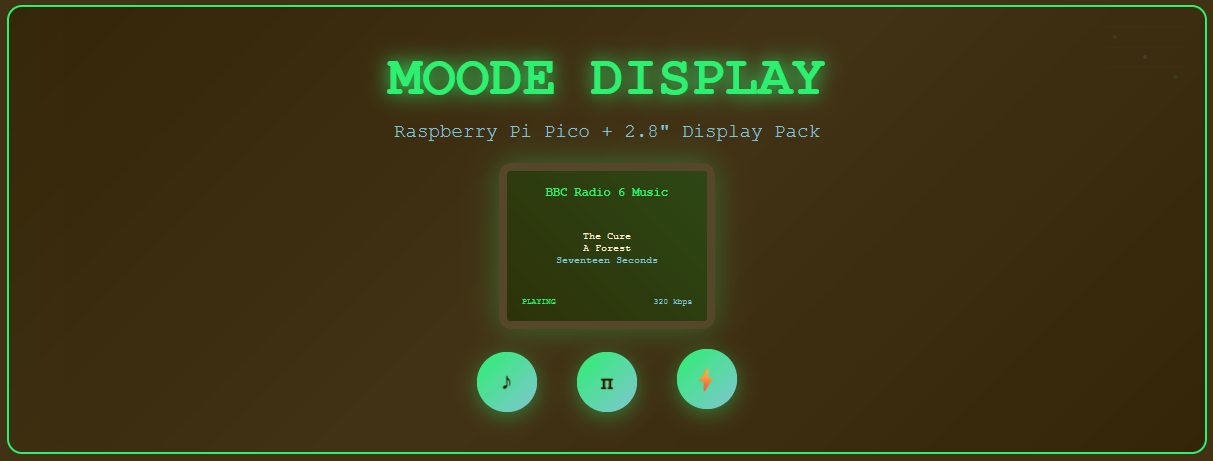 MOODE DISPLAY
Raspberry Pi Pico + 2.8" Display Pack
BBC Radio 6 Music
The Cure
A Forest
Seventeen Seconds
PLAYING 320 kbps
♪ π ⚡